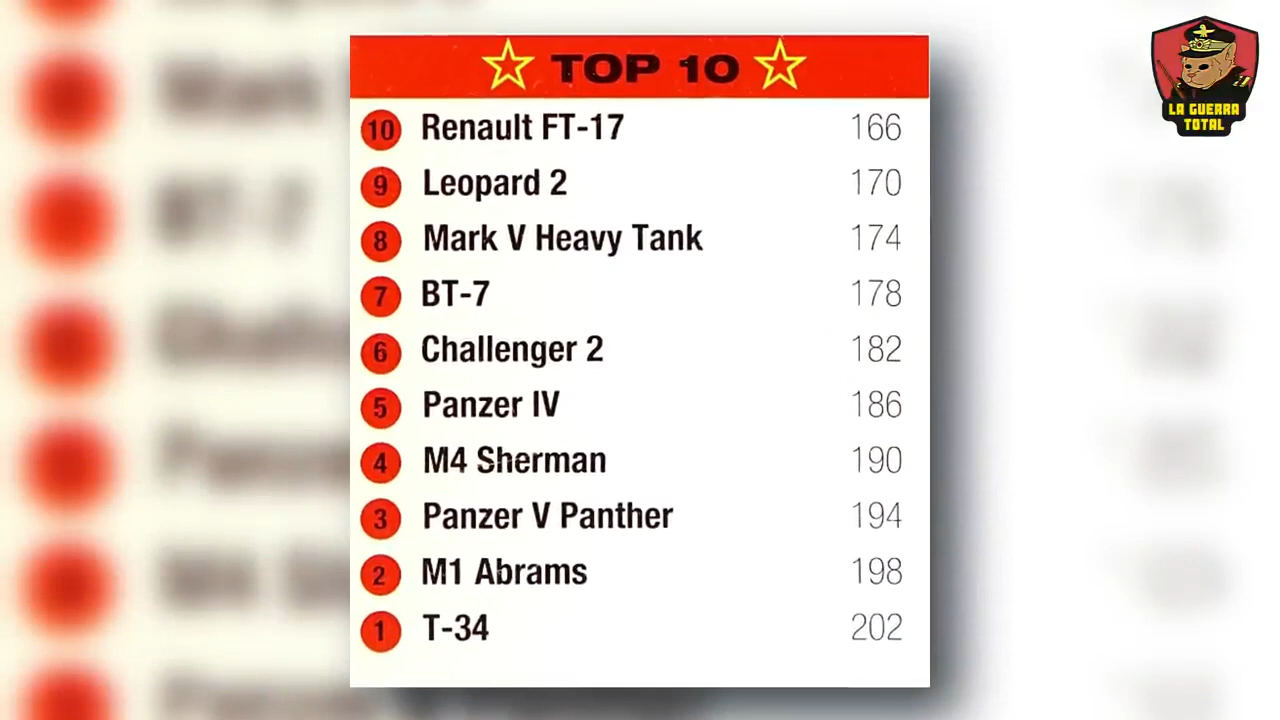 TOP 10
10 Renault FT-17 166
9 Leopard 2 170
8 Mark V Heavy Tank 174
7 BT-7 178
6 Challenger 2 182
5 Panzer IV 186
4 M4 Sherman 190
3 Panzer V Panther 194
2 M1 Abrams 198
1 T-34 202
LA GUERRA
TOTAL